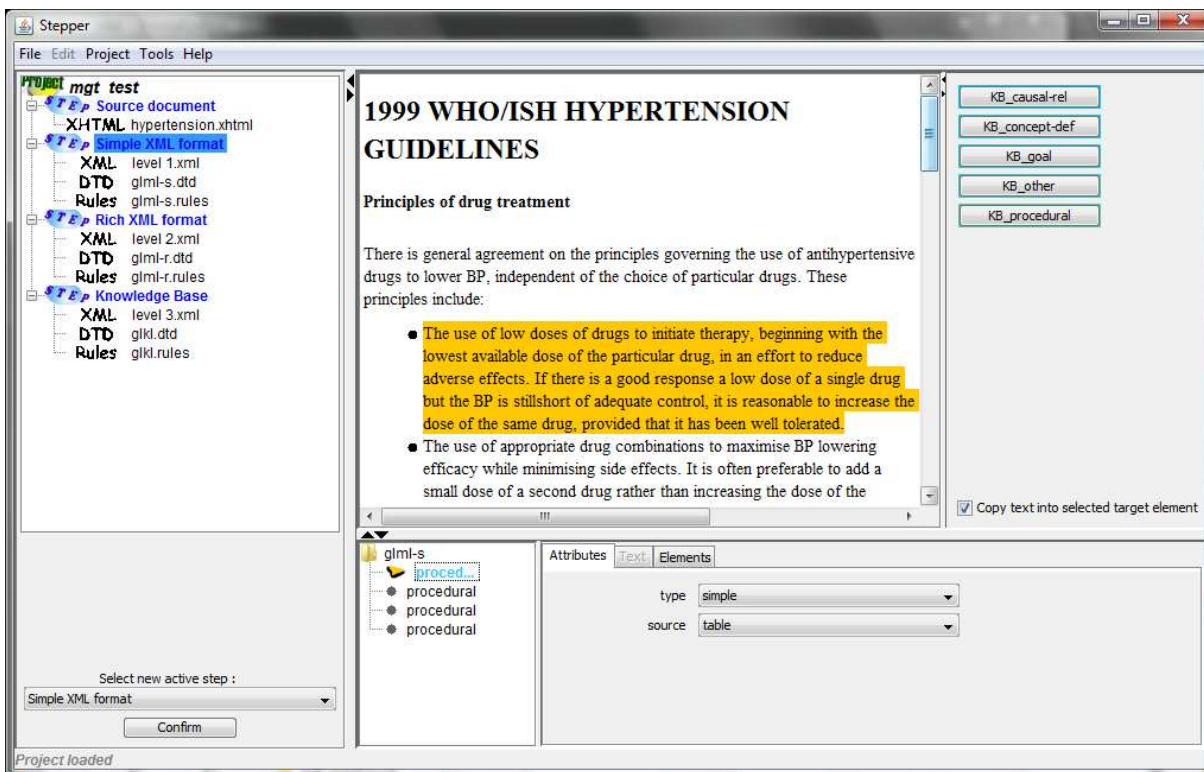 Stepper
File Edit Project Tools Help
Project mgt test
STEP Source document
XHTML hypertension.xhtml
STEP Simple XML format
XML level 1.xml
DTD glml-s.dtd
Rules glml-s.rules
STEP Rich XML format
XML level 2.xml
DTD glml-r.dtd
Rules glml-r.rules
STEP Knowledge Base
XML level 3.xml
DTD glkl.dtd
Rules glkl.rules
Select new active step :
Simple XML format
Confirm
Project loaded
1999 WHO/ISH HYPERTENSION
GUIDELINES
Principles of drug treatment
There is general agreement on the principles governing the use of antihypertensive
drugs to lower BP, independent of the choice of particular drugs. These
principles include:
The use of low doses of drugs to initiate therapy, beginning with the
lowest available dose of the particular drug, in an effort to reduce
adverse effects. If there is a good response a low dose of a single drug
but the BP is stillshort of adequate control, it is reasonable to increase the
dose of the same drug, provided that it has been well tolerated.
The use of appropriate drug combinations to maximise BP lowering
efficacy while minimising side effects. It is often preferable to add a
small dose of a second drug rather than increasing the dose of the
KB_causal-rel
KB_concept-def
KB_goal
KB_other
KB_procedural
Copy text into selected target element
glml-s
proced...
procedural
procedural
procedural
Attributes Text Elements
type simple
source table